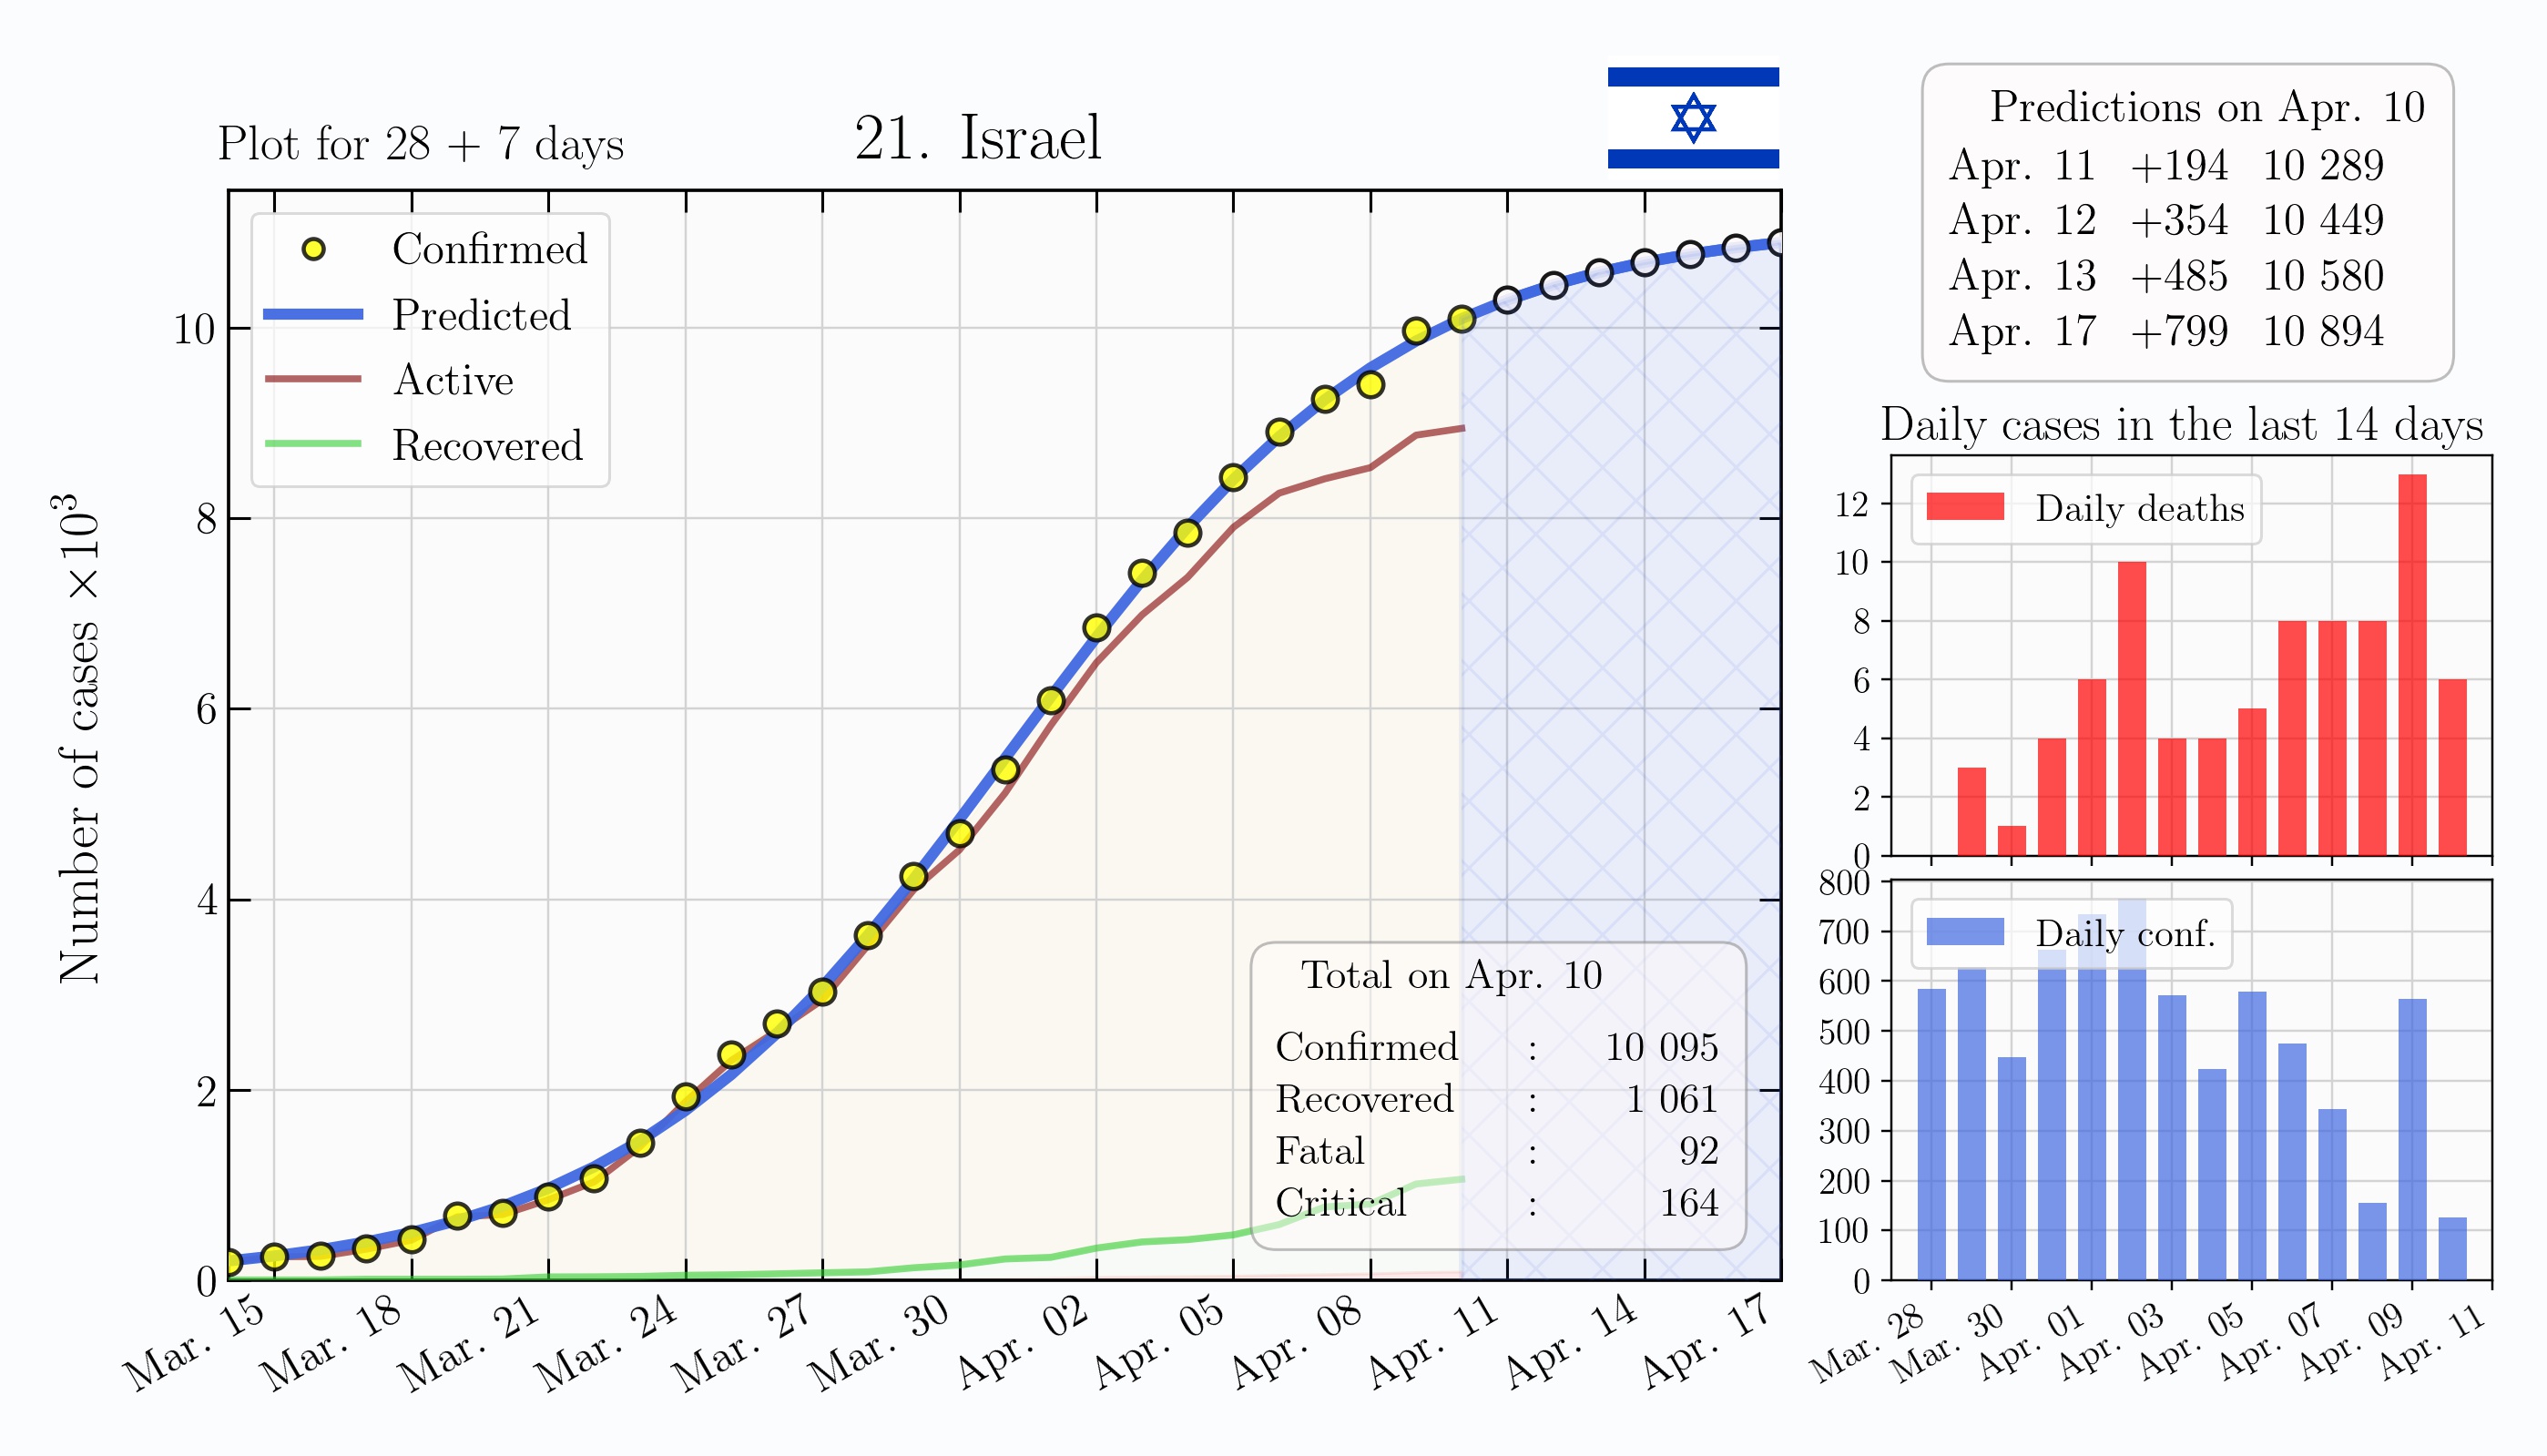 Plot for 28 + 7 days
21. Israel
Number of cases ×10³
10
8
6
4
2
0
Confirmed
Predicted
Active
Recovered
Mar. 15
Mar. 18
Mar. 21
Mar. 24
Mar. 27
Mar. 30
Apr. 02
Apr. 05
Apr. 08
Apr. 11
Apr. 14
Apr. 17
Total on Apr. 10
Confirmed : 10 095
Recovered : 1 061
Fatal : 92
Critical : 164
Predictions on Apr. 10
Apr. 11 +194 10 289
Apr. 12 +354 10 449
Apr. 13 +485 10 580
Apr. 17 +799 10 894
Daily cases in the last 14 days
Daily deaths
12
10
8
6
4
2
0
Daily conf.
800
700
600
500
400
300
200
100
0
Mar. 28
Mar. 30
Apr. 01
Apr. 03
Apr. 05
Apr. 07
Apr. 09
Apr. 11